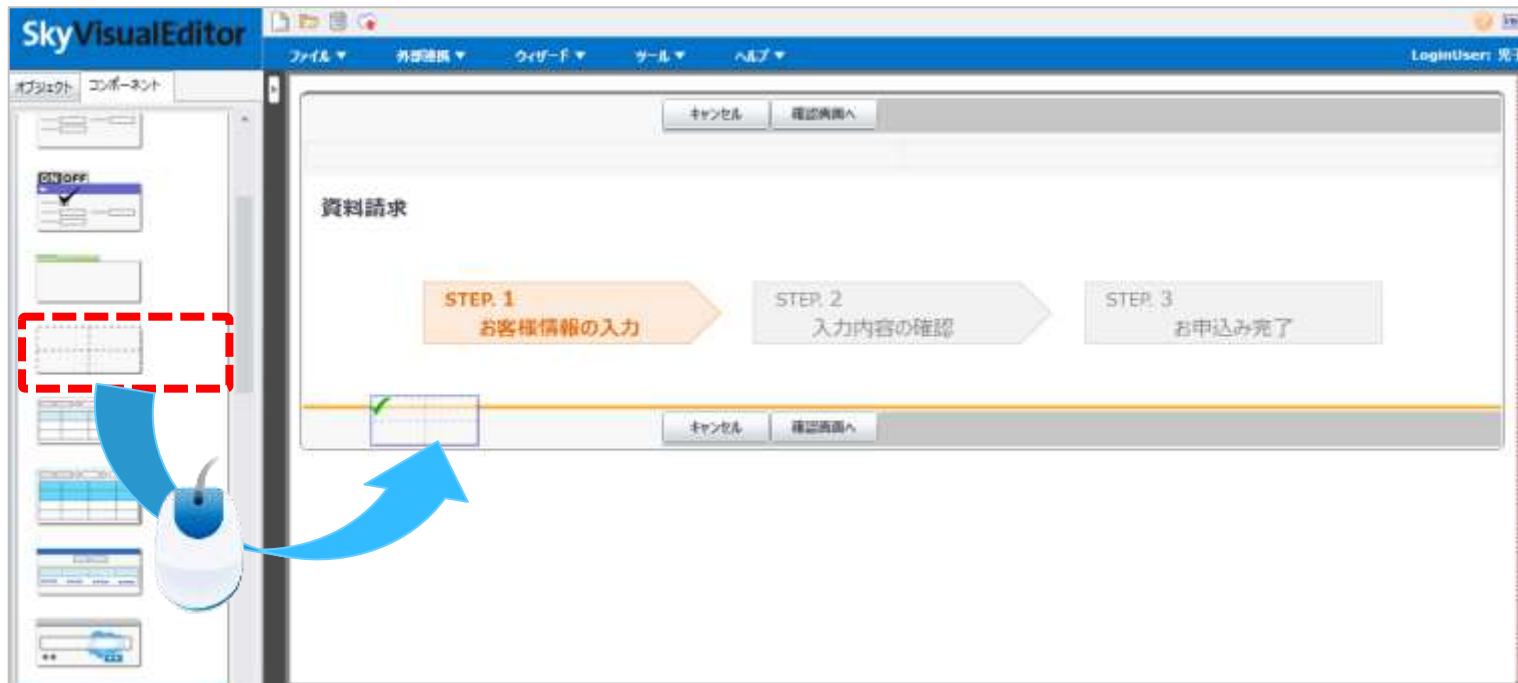 SkyVisualEditor
ファイル ▼ 外部連携 ▼ ウィザード ▼ ツール ▼ ヘルプ ▼
LoginUser: 児
オブジェクト コンポーネント
キャンセル 確認画面へ
ON OFF
資料請求
STEP. 1
お客様情報の入力
STEP. 2
入力内容の確認
STEP. 3
お申込み完了
キャンセル 確認画面へ